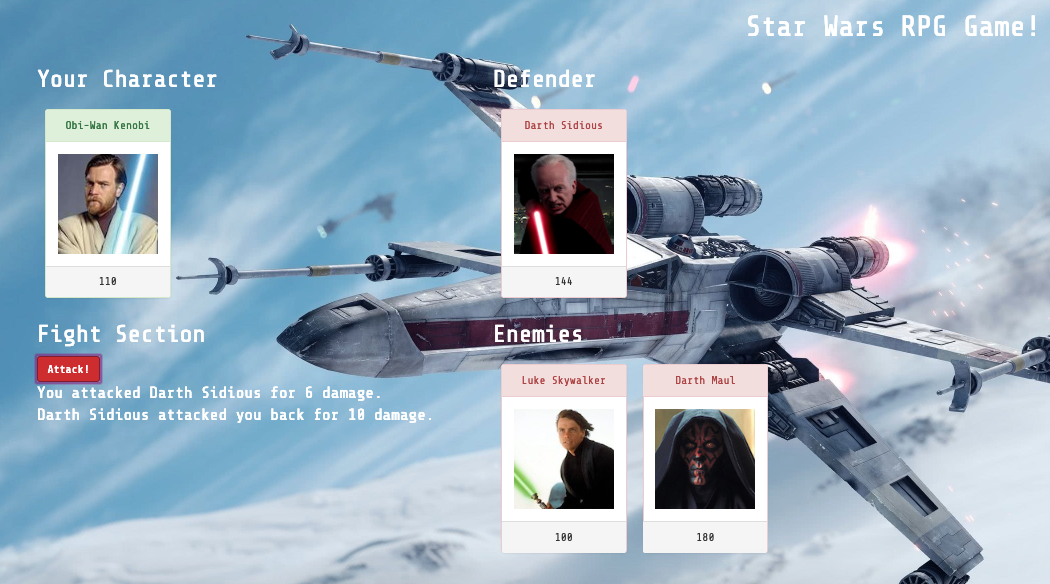 Star Wars RPG Game!
Your Character
Defender
Obi-Wan Kenobi
Darth Sidious
110
144
Fight Section
Enemies
Attack!
You attacked Darth Sidious for 6 damage.
Darth Sidious attacked you back for 10 damage.
Luke Skywalker
Darth Maul
100
180